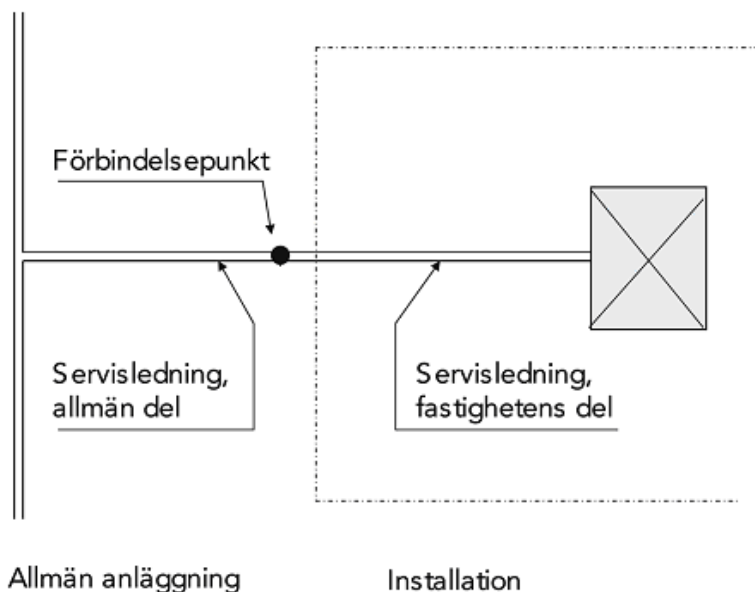 Förbindelsepunkt
Servisledning,
allmän del
Servisledning,
fastighetens del
Allmän anläggning
Installation